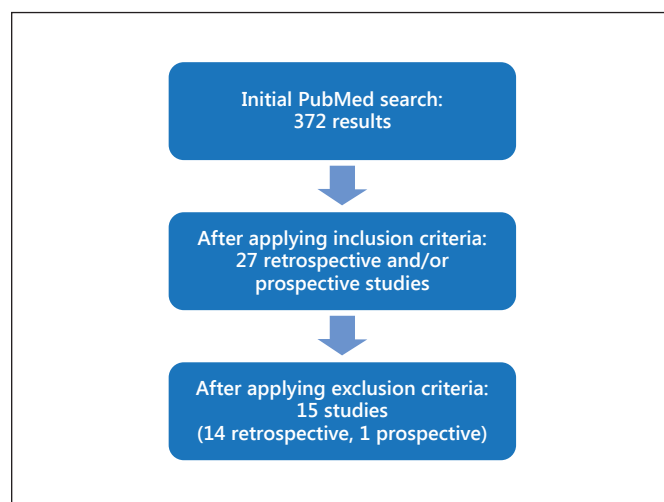 Initial PubMed search:
372 results
After applying inclusion criteria:
27 retrospective and/or
prospective studies
After applying exclusion criteria:
15 studies
(14 retrospective, 1 prospective)